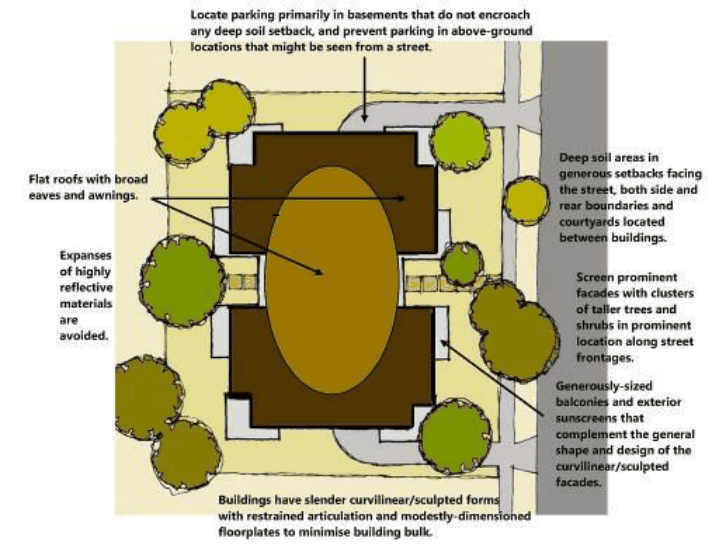 Locate parking primarily in basements that do not encroach
any deep soil setback, and prevent parking in above-ground
locations that might be seen from a street.
Flat roofs with broad
eaves and awnings.
Deep soil areas in
generous setbacks facing
the street, both side and
rear boundaries and
courtyards located
between buildings.
Expanses
of highly
reflective
materials
are
avoided.
Screen prominent
facades with clusters
of taller trees and
shrubs in prominent
location along street
frontages.
Generously-sized
balconies and exterior
sunscreens that
complement the general
shape and design of the
curvilinear/sculpted
facades.
Buildings have slender curvilinear/sculpted forms
with restrained articulation and modestly-dimensioned
floorplates to minimise building bulk.